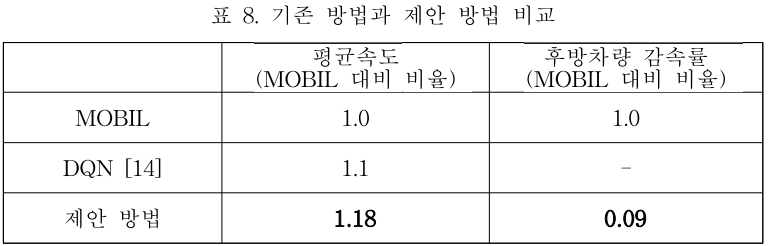 표 8. 기존 방법과 제안 방법 비교
평균속도 후방차량 감속률
(MOBIL 대비 비율) (MOBIL 대비 비율)
MOBIL 1.0 1.0
DQN [14] 1.1 -
제안 방법 1.18 0.09